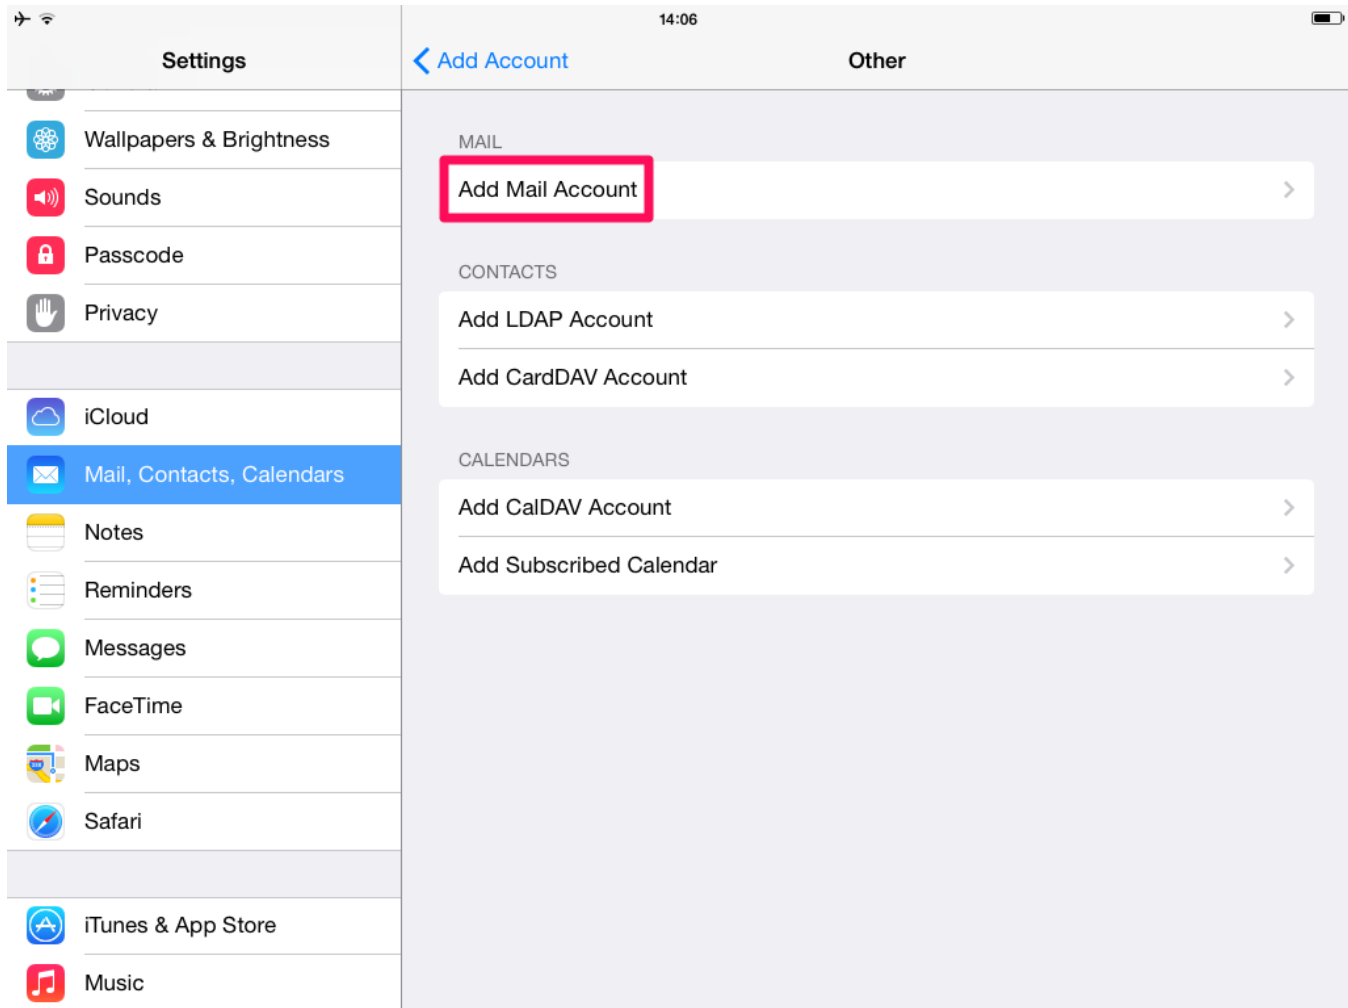 14:06
Settings
Wallpapers & Brightness
Sounds
Passcode
Privacy
iCloud
Mail, Contacts, Calendars
Notes
Reminders
Messages
FaceTime
Maps
Safari
iTunes & App Store
Music
Add Account
Other
MAIL
Add Mail Account
CONTACTS
Add LDAP Account
Add CardDAV Account
CALENDARS
Add CalDAV Account
Add Subscribed Calendar